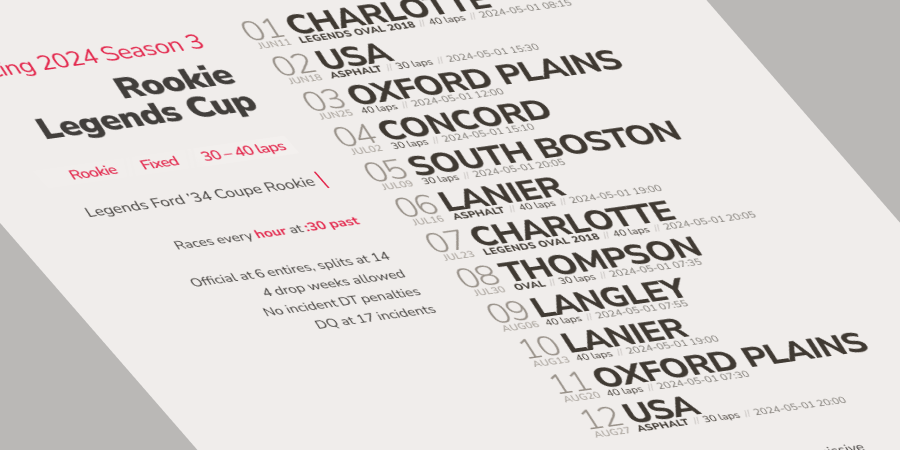 2024 Season 3
Rookie
Legends Cup
Rookie Fixed 30 – 40 laps
Legends Ford '34 Coupe Rookie
Races every hour at :30 past
Official at 6 entires, splits at 14
4 drop weeks allowed
No incident DT penalties
DQ at 17 incidents
01 CHARLOTTE
JUN11 LEGENDS OVAL 2018 // 40 laps // 2024-05-01 08:15
02 USA
JUN18 ASPHALT // 30 laps // 2024-05-01 15:30
03 OXFORD PLAINS
JUN25 40 laps // 2024-05-01 12:00
04 CONCORD
JUL02 30 laps // 2024-05-01 15:10
05 SOUTH BOSTON
JUL09 30 laps // 2024-05-01 20:05
06 LANIER
JUL16 ASPHALT // 40 laps // 2024-05-01 19:00
07 CHARLOTTE
JUL23 LEGENDS OVAL 2018 // 40 laps // 2024-05-01 20:05
08 THOMPSON
JUL30 OVAL // 30 laps // 2024-05-01 07:35
09 LANGLEY
AUG06 40 laps // 2024-05-01 07:55
10 LANIER
AUG13 40 laps // 2024-05-01 19:00
11 OXFORD PLAINS
AUG20 40 laps // 2024-05-01 07:30
12 USA
AUG27 ASPHALT // 30 laps // 2024-05-01 20:00